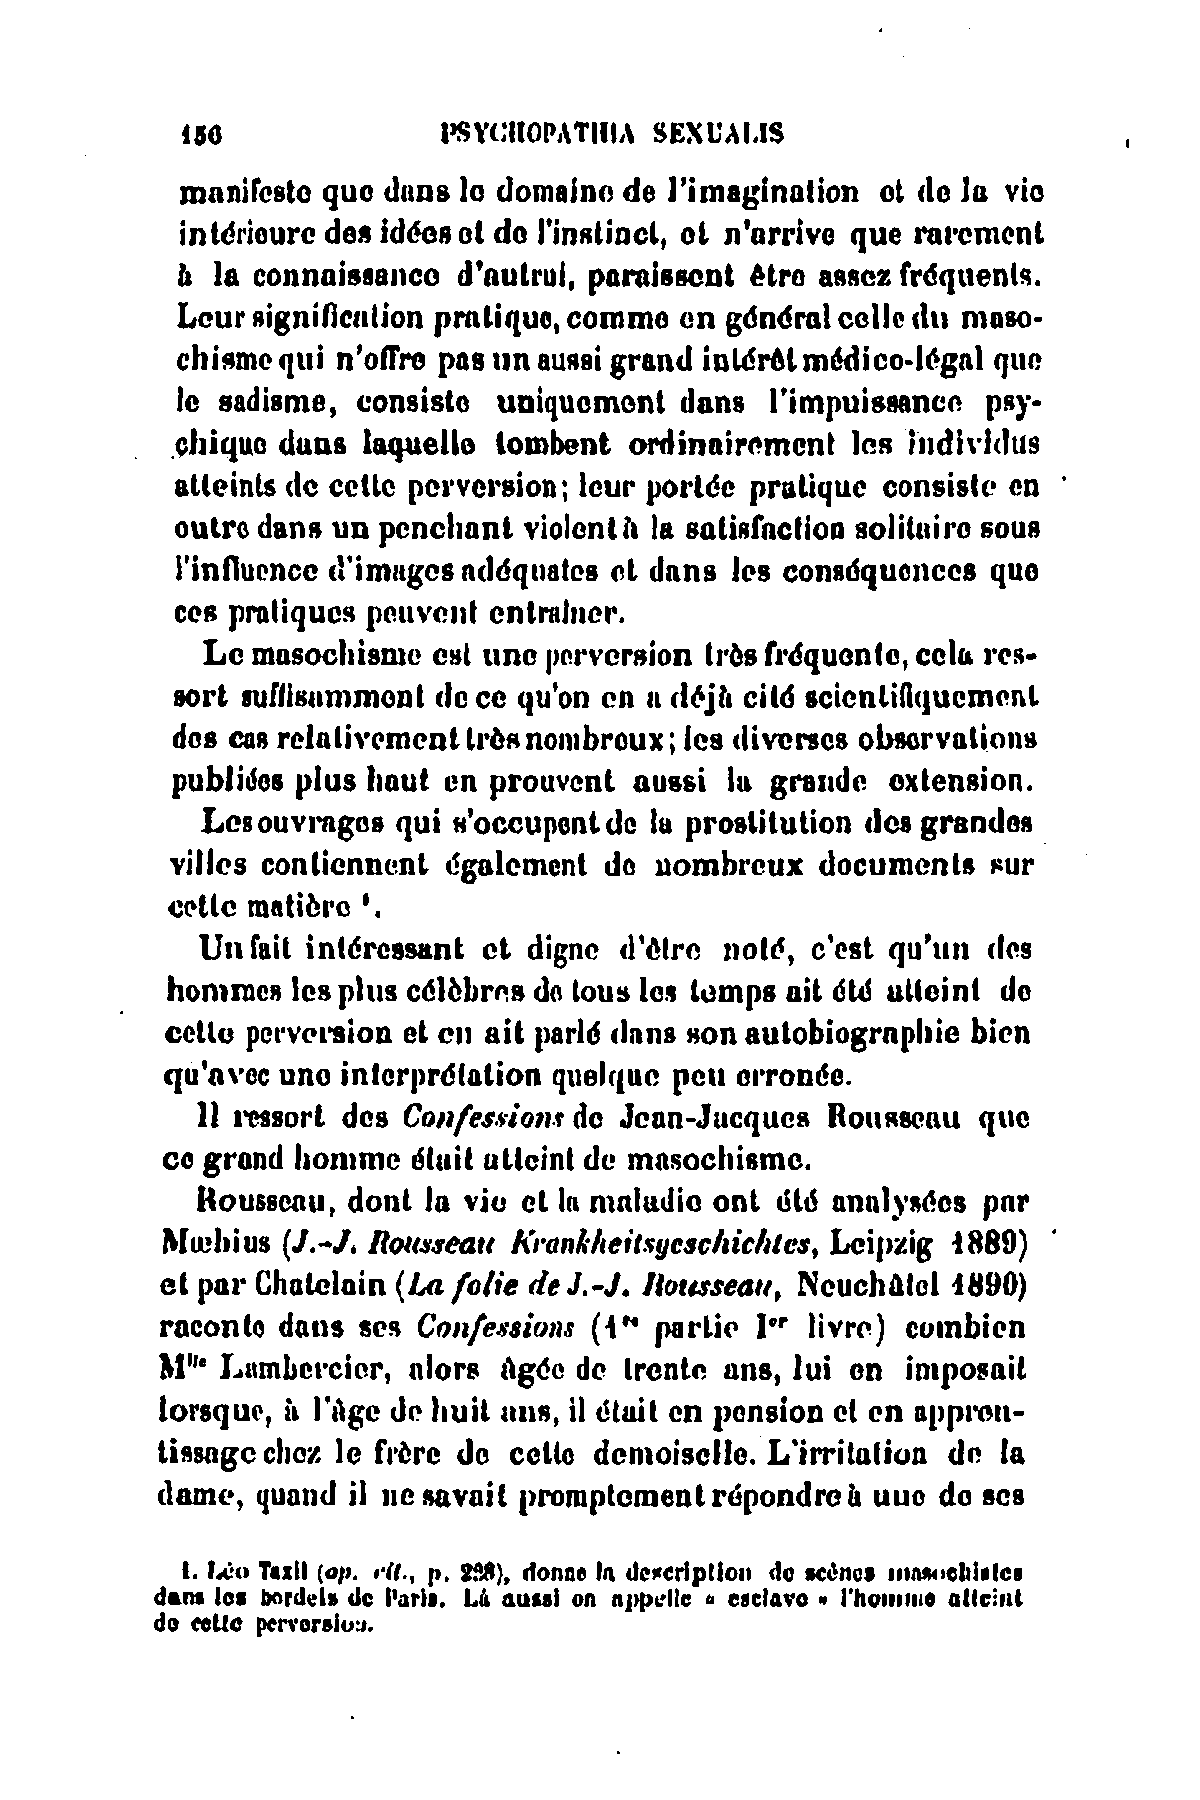 150 PSYCHOPATHIA SEXUALIS
manifeste que dans le domaine de l'imagination et de la vie
intérieure des idées et de l'instinct, et n'arrive que rarement
à la connaissance d'autrui, paraissent être assez fréquents.
Leur signification pratique, comme en général celle du maso-
chisme qui n'offre pas un aussi grand intérêt médico-légal que
le sadisme, consiste uniquement dans l'impuissance psy-
chique dans laquelle tombent ordinairement les individus
atteints de cette perversion; leur portée pratique consiste en
outre dans un penchant violent à la satisfaction solitaire sous
l'influence d'images adéquates et dans les conséquences que
ces pratiques peuvent entraîner.
Le masochisme est une perversion très fréquente, cela res-
sort suffisamment de ce qu'on en a déjà cité scientifiquement
des cas relativement très nombreux; les diverses observations
publiées plus haut en prouvent aussi la grande extension.
Les ouvrages qui s'occupent de la prostitution des grandes
villes contiennent également de nombreux documents sur
cette matière ¹.
Un fait intéressant et digne d'être noté, c'est qu'un des
hommes les plus célèbres de tous les temps ait été atteint de
cette perversion et en ait parlé dans son autobiographie bien
qu'avec une interprétation quelque peu erronée.
Il ressort des Confessions de Jean-Jacques Rousseau que
ce grand homme était atteint de masochisme.
Rousseau, dont la vie et la maladie ont été analysées par
Mœbius (J.-J. Rousseau Krankheitsgeschichtes, Leipzig 1889)
et par Chatelain (La folie de J.-J. Rousseau, Neuchâtel 1890)
raconte dans ses Confessions (1re partie Ier livre) combien
Mlle Lambercier, alors âgée de trente ans, lui en imposait
lorsque, à l'âge de huit ans, il était en pension et en appren-
tissage chez le frère de cette demoiselle. L'irritation de la
dame, quand il ne savait promptement répondre à une de ses
1. Léo Taxil (op. cit., p. 298), donne la description de scènes masochistes
dans les bordels de Paris. Là aussi on appelle « esclave » l'homme atteint
de cette perversion.